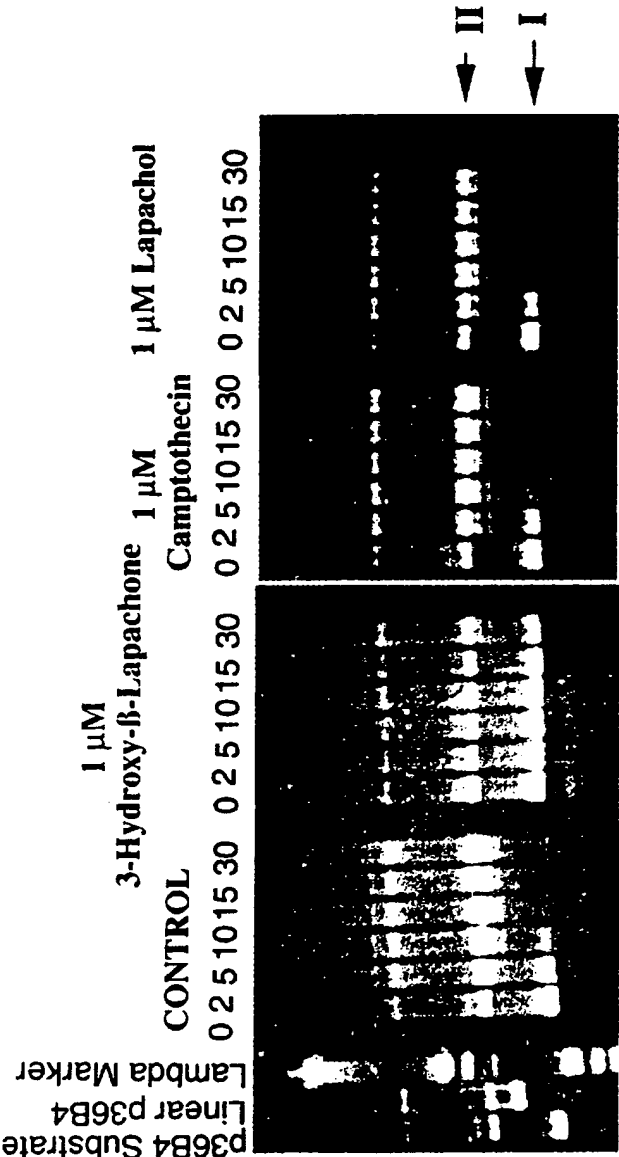 p36B4 Substrate
Linear p36B4
Lambda Marker
CONTROL
0 2 5 10 15 30
1 µM
3-Hydroxy-ß-Lapachone
0 2 5 10 15 30
1 µM
Camptothecin
0 2 5 10 15 30
1 µM Lapachol
0 2 5 10 15 30
II
I